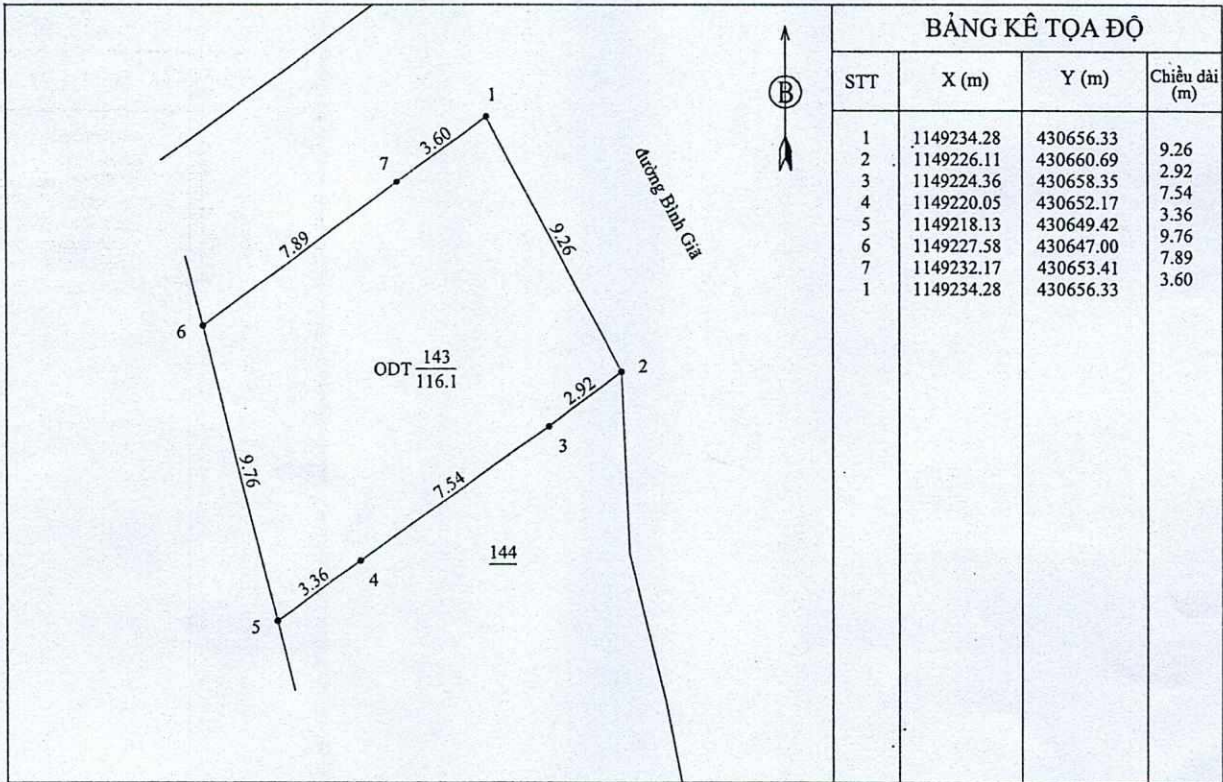 1
7
3.60
B
đường Bình Giã
9.26
7.89
6
ODT 143
116.1
2
2.92
3
9.76
7.54
144
4
3.36
5
BẢNG KÊ TỌA ĐỘ
STT X (m) Y (m) Chiều dài (m)
1 1149234.28 430656.33
9.26
2 1149226.11 430660.69
2.92
3 1149224.36 430658.35
7.54
4 1149220.05 430652.17
3.36
5 1149218.13 430649.42
9.76
6 1149227.58 430647.00
7.89
7 1149232.17 430653.41
3.60
1 1149234.28 430656.33